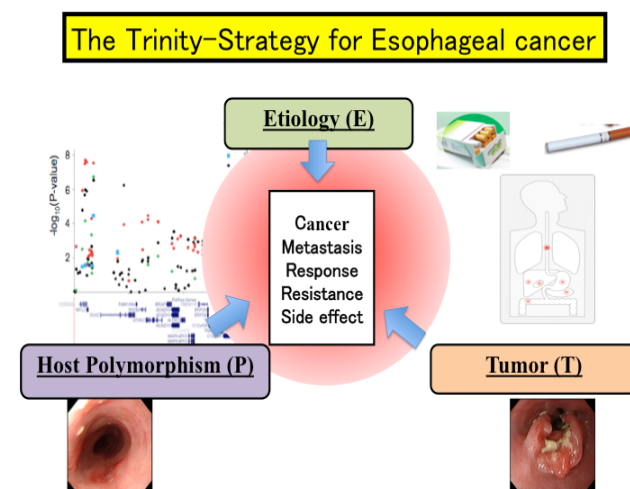 The Trinity-Strategy for Esophageal cancer
Etiology (E)
-log10(P-value)
8
6
4
2
0
Cancer
Metastasis
Response
Resistance
Side effect
Host Polymorphism (P)
Tumor (T)